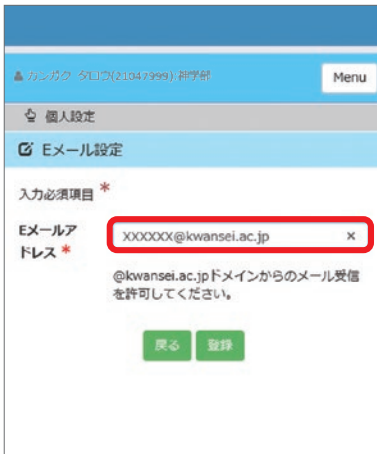 カンガク タロウ(21047999) 神学部
Menu
個人設定
Eメール設定
入力必須項目 *
Eメールア
ドレス *
XXXXXX@kwansei.ac.jp ×
@kwansei.ac.jpドメインからのメール受信
を許可してください。
戻る 登録